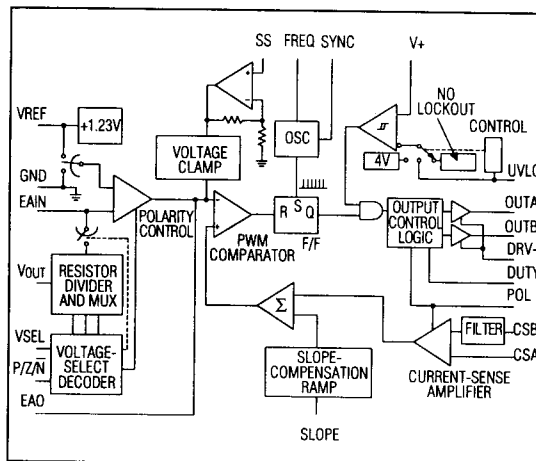 SS FREQ SYNC V+
VREF
+1.23V
NO
LOCKOUT
CONTROL
OSC
VOLTAGE
CLAMP
4V
GND
UVLO
EAIN
POLARITY
CONTROL
PWM
COMPARATOR
R S Q
F/F
OUTPUT
CONTROL
LOGIC
OUTA
OUTB
DRV-
DUTY
POL
VOUT
RESISTOR
DIVIDER
AND MUX
Σ
FILTER
CSB
CSA
VSEL
P/Z/N
VOLTAGE-
SELECT
DECODER
SLOPE-
COMPENSATION
RAMP
CURRENT-SENSE
AMPLIFIER
EAO
SLOPE